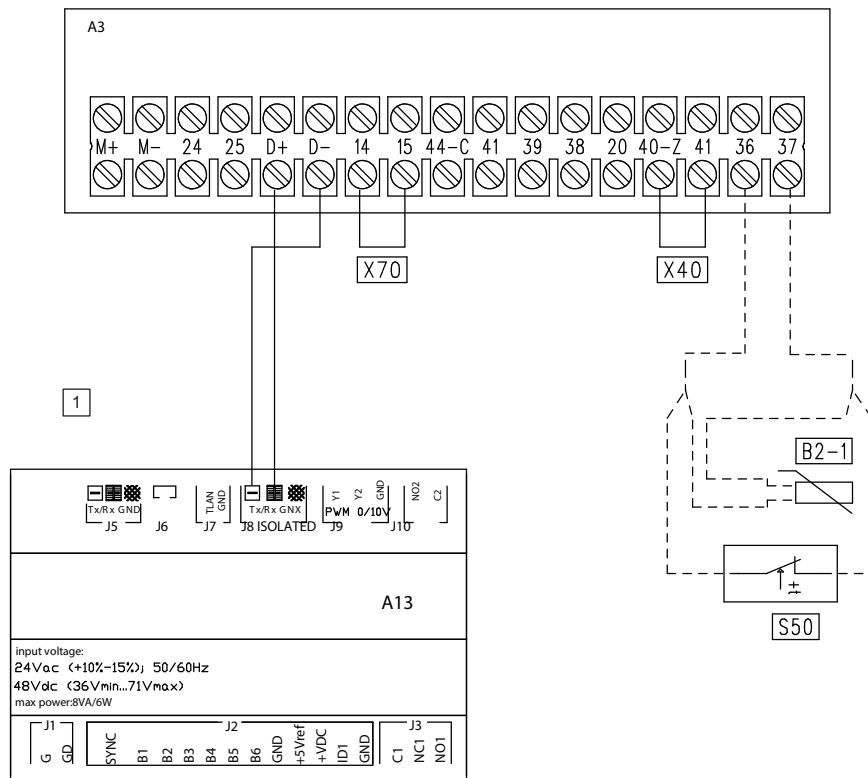 A3
M+ M- 24 25 D+ D- 14 15 44-C 41 39 38 20 40-Z 41 36 37
X70 X40
1
B2-1
S50
TLAN
GND
Y1
Y2
GND
NO2
C2
Tx/Rx GND
Tx/Rx GNX
PWM 0/10V
J5 J6 J7 J8 ISOLATED J9 J10
A13
input voltage:
24Vac (+10%-15%); 50/60Hz
48Vdc (36Vmin...71Vmax)
max power:8VA/6W
J1 J2 J3
G GD SYNC B1 B2 B3 B4 B5 B6 GND +5Vref +VDC ID1 GND C1 NC1 NO1